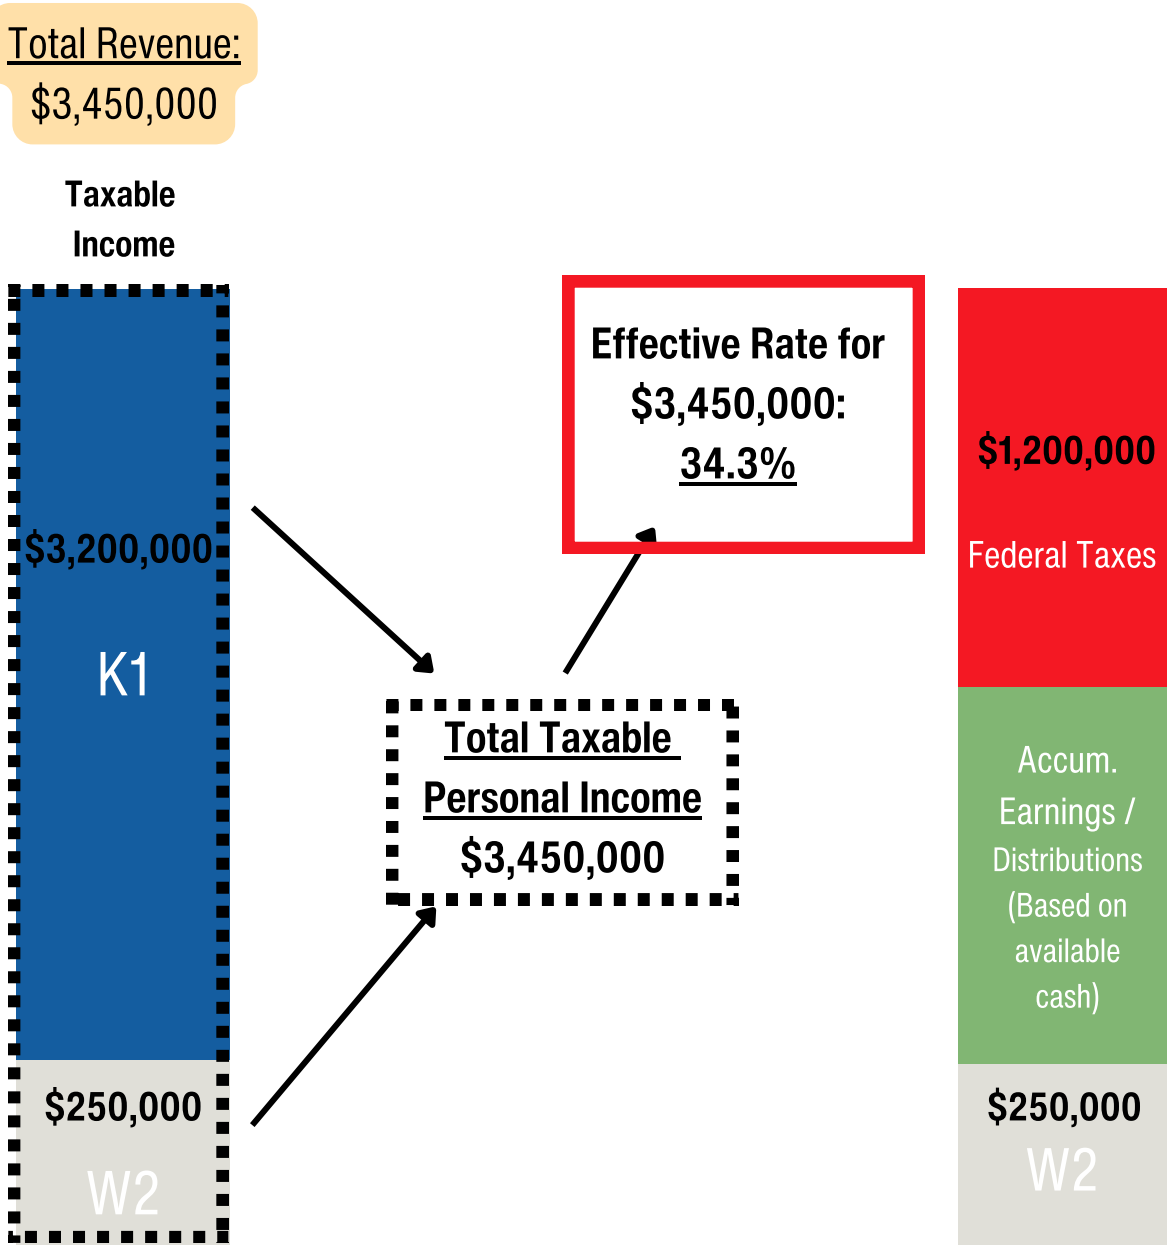 Total Revenue:
$3,450,000
Taxable
Income
$3,200,000
K1
$250,000
W2
Total Taxable
Personal Income
$3,450,000
Effective Rate for
$3,450,000:
34.3%
$1,200,000
Federal Taxes
Accum.
Earnings /
Distributions
(Based on
available
cash)
$250,000
W2